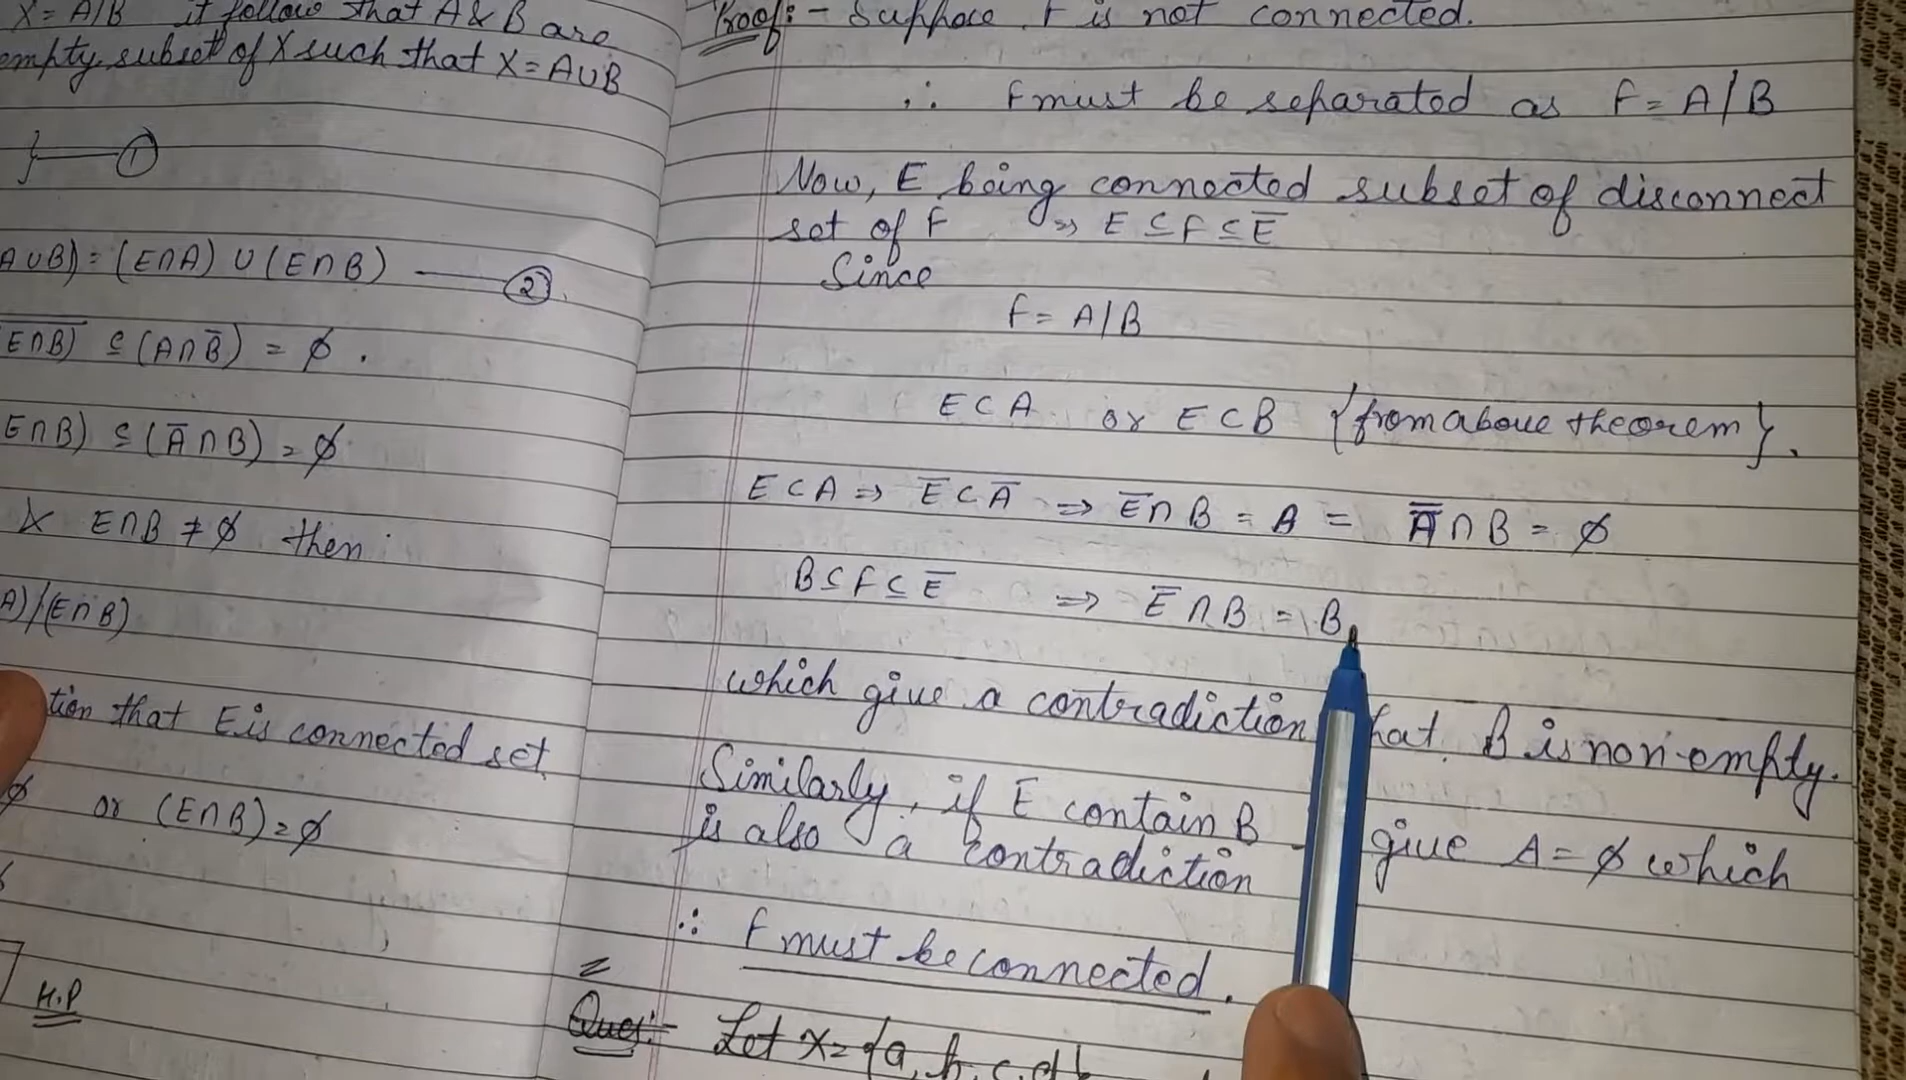 X = A/B it follow that A & B are
empty subset of X such that X = A∪B
} ①
A∪B) = (E∩A) ∪ (E∩B) ②
E∩B) ⊆ (A∩B̅) = ∅ .
E∩B) ⊆ (A̅∩B) = ∅
E∩B ≠ ∅ then
A)/(E∩B)
tion that E is connected set
∅ or (E∩B) = ∅
H.P
Proof:- Suppose F is not connected.
∴ F must be separated as F = A/B
Now, E being connected subset of disconnect
set of F ⇒ E ⊆ F ⊆ E̅
Since
F = A/B
E ⊂ A or E ⊂ B {from above theorem}.
E ⊂ A ⇒ E̅ ⊂ A̅ ⇒ E̅ ∩ B = A = A̅ ∩ B = ∅
B ⊆ F ⊆ E̅ ⇒ E̅ ∩ B = B
which give a contradiction that B is non-empty.
Similarly, if E contain B give A = ∅ which
is also a contradiction
∴ F must be connected.
Ques:- Let X = {a, b, c, d}